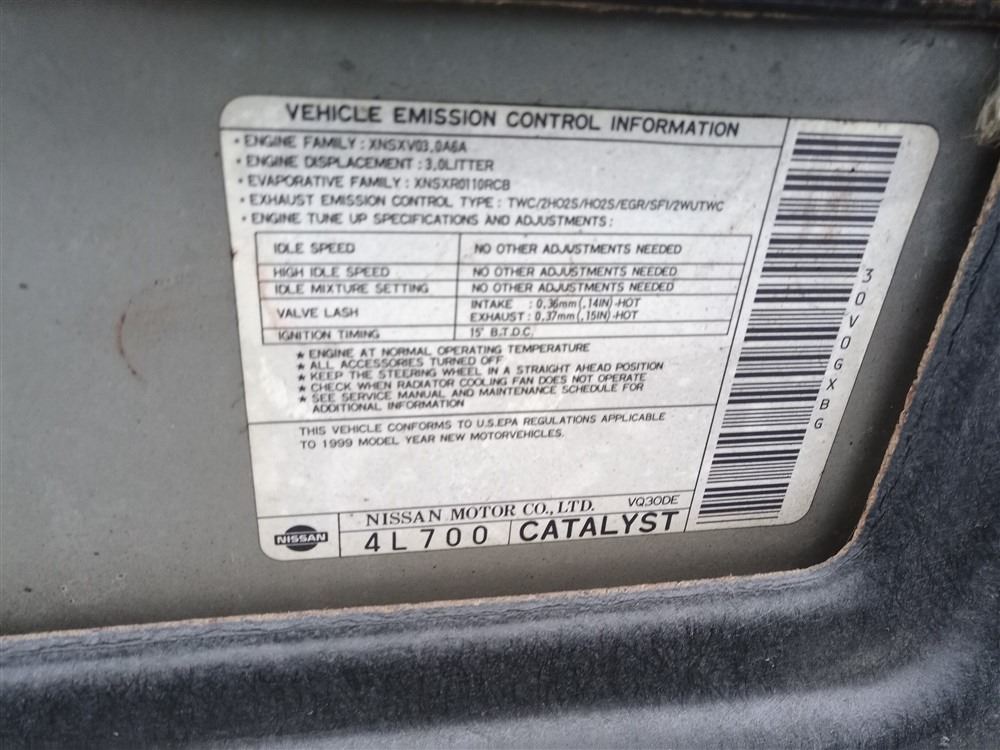 VEHICLE EMISSION CONTROL INFORMATION
• ENGINE FAMILY : XNSXV03.0A6A
• ENGINE DISPLACEMENT : 3.0LITTER
• EVAPORATIVE FAMILY : XNSXR0110RCB
• EXHAUST EMISSION CONTROL TYPE : TWC/2HO2S/HO2S/EGR/SFI/2WUTWC
• ENGINE TUNE UP SPECIFICATIONS AND ADJUSTMENTS :
IDLE SPEED NO OTHER ADJUSTMENTS NEEDED
HIGH IDLE SPEED NO OTHER ADJUSTMENTS NEEDED
IDLE MIXTURE SETTING NO OTHER ADJUSTMENTS NEEDED
VALVE LASH INTAKE : 0.36mm(.14IN)-HOT
EXHAUST : 0.37mm(.15IN)-HOT
IGNITION TIMING 15° B.T.D.C.
★ ENGINE AT NORMAL OPERATING TEMPERATURE
★ ALL ACCESSORIES TURNED OFF
★ KEEP THE STEERING WHEEL IN A STRAIGHT AHEAD POSITION
★ CHECK WHEN RADIATOR COOLING FAN DOES NOT OPERATE
★ SEE SERVICE MANUAL AND MAINTENANCE SCHEDULE FOR
ADDITIONAL INFORMATION
THIS VEHICLE CONFORMS TO U.S.EPA REGULATIONS APPLICABLE
TO 1999 MODEL YEAR NEW MOTORVEHICLES.
NISSAN
NISSAN MOTOR CO., LTD. VQ30DE
4L700 CATALYST
30V0GXBG